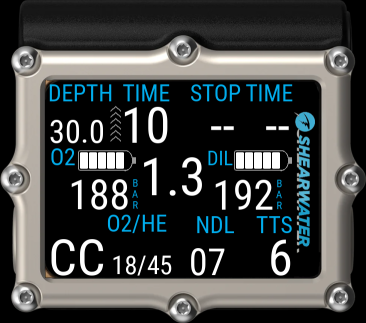 DEPTH TIME STOP TIME
30.0 10 -- --
O2 1.3 DIL
188 BAR 192 BAR
O2/HE NDL TTS
CC 18/45 07 6
SHEARWATER